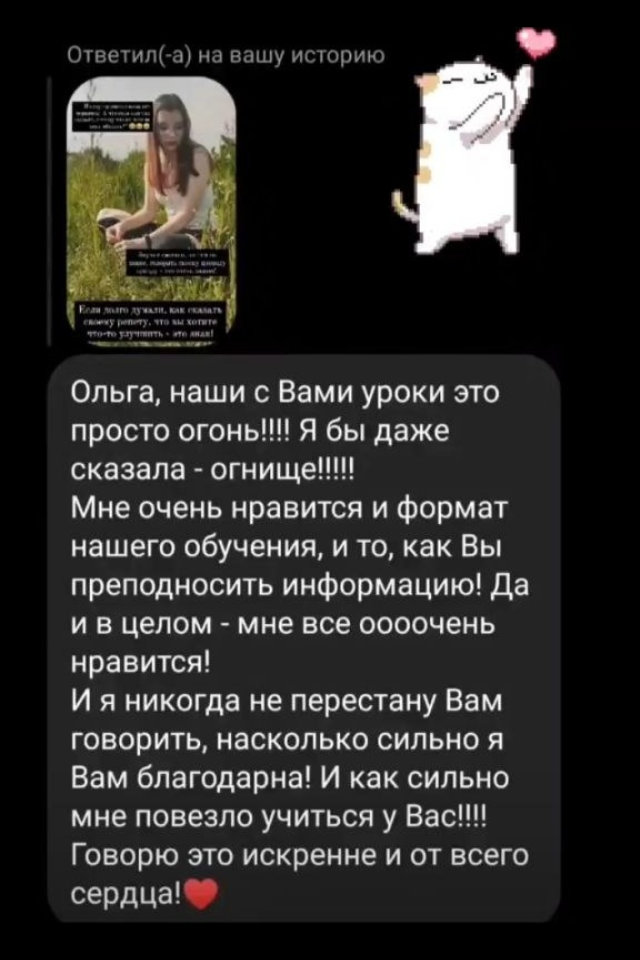 Ответил(-а) на вашу историю
Если долго думали, как сказать
своему репету, что вы хотите
что-то улучшить - это знак!
Ольга, наши с Вами уроки это
просто огонь!!!! Я бы даже
сказала - огнище!!!!!
Мне очень нравится и формат
нашего обучения, и то, как Вы
преподносить информацию! Да
и в целом - мне все оооочень
нравится!
И я никогда не перестану Вам
говорить, насколько сильно я
Вам благодарна! И как сильно
мне повезло учиться у Вас!!!!
Говорю это искренне и от всего
сердца!❤️